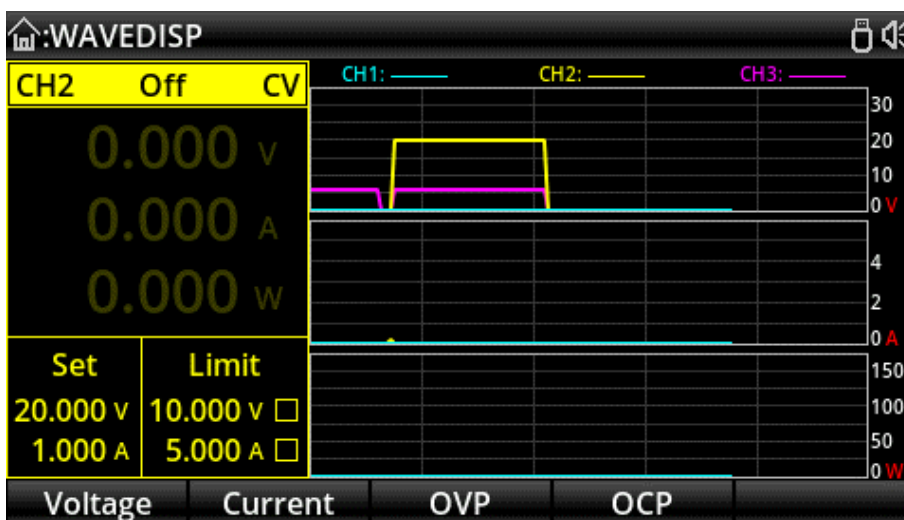 :WAVEDISP
CH2 Off CV
0.000 V
0.000 A
0.000 W
Set Limit
20.000 V 10.000 V
1.000 A 5.000 A
CH1: CH2: CH3:
30
20
10
0 V
4
2
0 A
150
100
50
0 W
Voltage Current OVP OCP